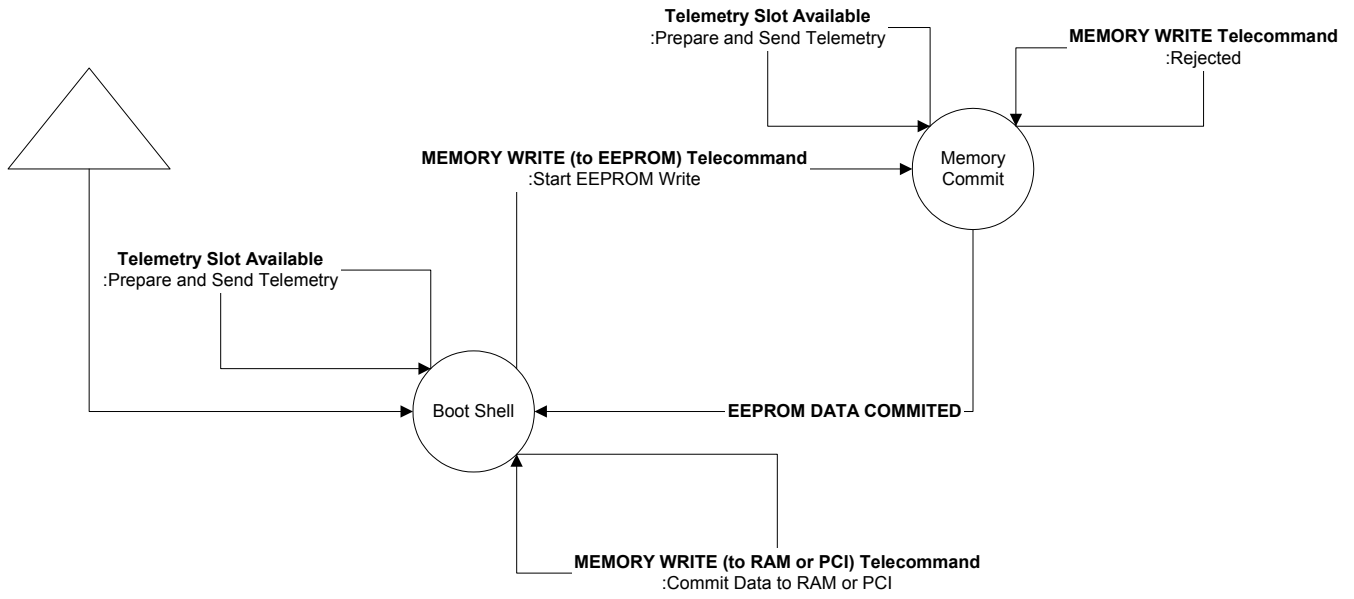 Telemetry Slot Available
:Prepare and Send Telemetry
MEMORY WRITE Telecommand
:Rejected
MEMORY WRITE (to EEPROM) Telecommand
:Start EEPROM Write
Memory
Commit
Telemetry Slot Available
:Prepare and Send Telemetry
Boot Shell
EEPROM DATA COMMITED
MEMORY WRITE (to RAM or PCI) Telecommand
:Commit Data to RAM or PCI